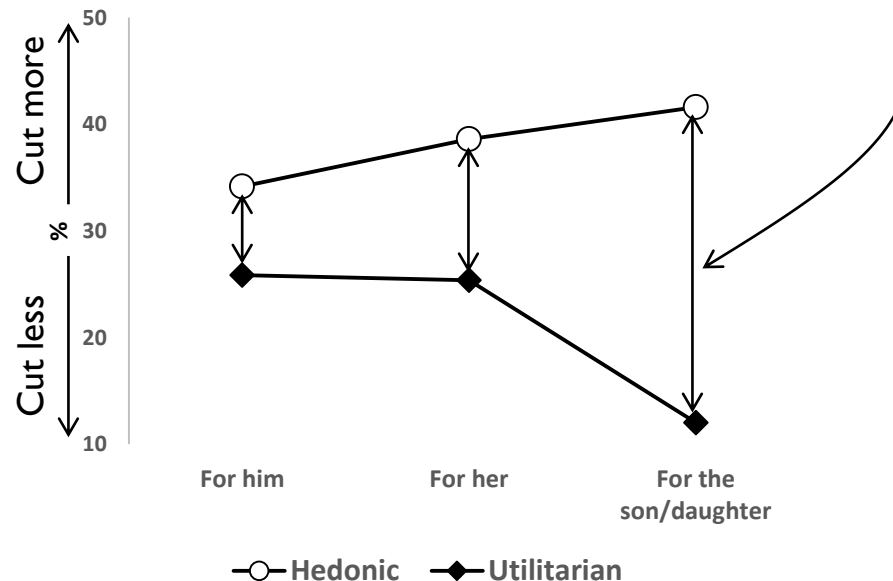 50
Cut more
40
30
%
20
Cut less
10
For him
For her
For the
son/daughter
Hedonic
Utilitarian